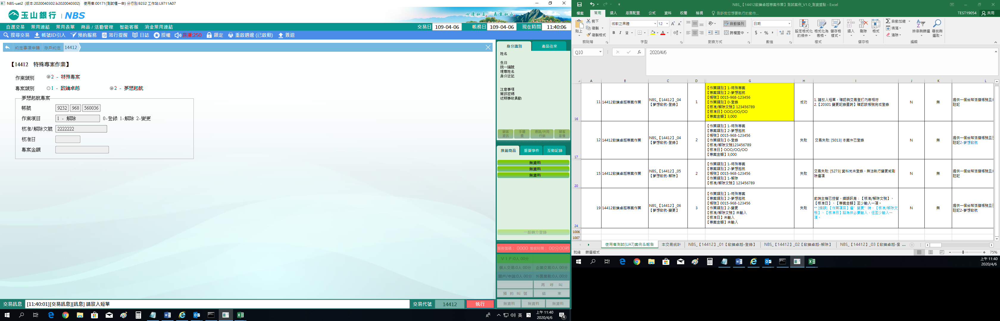 NBS-uat2 (版本:2020040302.b2020040302) 使用者:00171(測試櫃一幸) 分行別:9232 工作站:L9711A07
玉山銀行 | NBS
心清如玉，義重如山。
自選交易 常用連結 常用表單 商品 / 活動管理 智能客服 消金常用連結 交易日 109-04-06 帳務日 109-04-06 現在時間 11:40:06
搜尋交易 帳號ID引入 預約服務 蒞行提醒 日誌 授權 廣播:250 鎖定 重啟週邊 (已啟動) 簽退
約定事項申請 存戶約定 14412
【14412 特殊專案作業】
作業類別 2 - 特殊專案
專案類別 1 - 啟鑰卓越 2 - 夢想起航
夢想起航專案
帳號 9232 968 560036
作業項目 1 - 解除 0-登錄 1-解除 2-變更
核准/解除文號 2222222
核准日
專案金額
身分識別 產品往來
姓名
生日
統一編號
理專姓名
身分註記
注意事項
簡訊密碼
近期事故異動
顧客資訊 手續費 通路/共同行銷 顧客影像
推薦商品 重要事件 互動記錄
無資料
無資料
無資料
一般轉介登錄
服務號碼： 0000 等候時間： 00分00秒
V I P:0人 00分
個人交易:0人 00分 企業交易:0人 00分
開戶/申請:0人 00分 外匯業務:0人 00分
再 呼 叫
預 約 叫 號 結 束
無資料 無資料 無資料
交易訊息 [11:40:01][交易訊息][訊息] 請放入短單 交易代號 14412 執行
英 上午 11:40
2020/4/6
4
NBS_【14412啟鑰卓越專案作業】測試案例_V1.0_測資盤點 - Excel
檔案 常用 插入 版面配置 公式 資料 校閱 檢視 告訴我您想要執行的動作... TEST19054 共用
貼上 剪下 複製 複製格式 剪貼簿
微軟正黑體 12 B I U 字型
自動換列 跨欄置中 對齊方式
日期 $ % 數值
設定格式化的條件 格式化為表格 儲存格樣式 樣式
插入 刪除 格式 儲存格
自動加總 填滿 清除 排序與篩選 尋找與選取 編輯
Q10 fx 2020/4/6
A B C D G H I J K L
16
11 14412啟鑰卓越專案作業
NBS_【14412】_04
【夢想啟航-登錄】
1
【作業類別】1-特殊專案
【專案類別】2-夢想起航
【帳號】0015-968-123456
【作業類別】0-登錄
【核准/解除文號】123456789
【核准日】OOO/OO/OO
【專案金額】3,000
成功
1. 請放入短單，確認與交易登打內容相符
2.【20301 變更記錄查詢】確認該帳號完成登錄
N 無
提供一個台幣活儲帳號且未
註記
17
12 14412啟鑰卓越專案作業
NBS_【14412】_04
【夢想啟航-登錄】
2
【作業類別】1-特殊專案
【專案類別】2-夢想起航
【帳號】0015-968-123456
【作業類別】0-登錄
【核准/解除文號123456789
【核准日】OOO/OO/OO
【專案金額】3,000
失敗
交易失敗: [5013] 本案件已登錄
N 無
提供一個台幣活儲帳號且已
註記2-夢想啟航
20
15 14412啟鑰卓越專案作業
NBS_【14412】_05
【夢想啟航-解除】
2
【作業類別】1-特殊專案
【專案類別】2-夢想起航
【帳號】0015-968-123456
【作業類別】1-解除
【核准/解除文號】123456789
失敗
交易失敗: [5273] 資料尚未登錄，無法執行變更或刪
除選項
N 無
提供一個台幣活儲帳號且未
註記
24
19 14412啟鑰卓越專案作業
NBS_【14412】_06
【夢想啟航-變更】
3
【作業類別】1-特殊專案
【專案類別】2-夢想起航
【帳號】0015-968-123456
【作業類別】2-變更
【核准/解除文號】未輸入
【核准日】未輸入
【專案金額】未輸入
失敗
前端主機已控管，錯誤訊息：【核准/解除文號】、
【核准日】、【專案金額】至少輸入一項。
** [錯誤]【作業項目】選"變更"時，【核准/解除文
號】、【核准日】設為非必要輸入，但至少輸入一
項。
N 無
提供一個台幣活儲帳號且已
註記2-夢想啟航
1006
1007
使用者測試(UAT)案例＆報告 本交易統計 NBS_【14412】_01【啟鑰卓越-登錄】 NBS_【14412】_02【啟鑰卓越-解除】 NBS_【14412】_03【啟鑰卓越-變 ...
就緒 篩選模式 75%
上午 11:40
2020/4/6